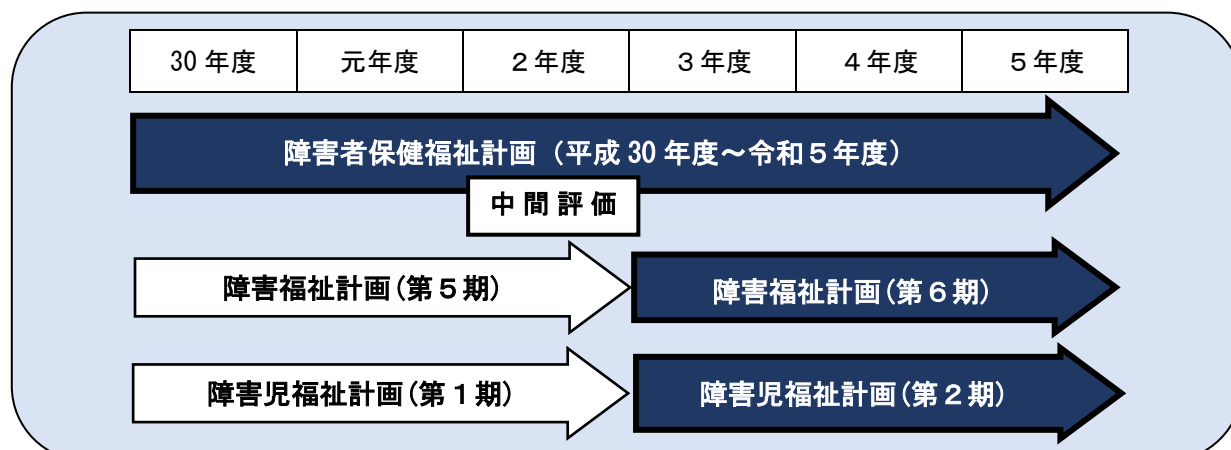 30年度 元年度 ２年度 ３年度 ４年度 ５年度
障害者保健福祉計画（平成30年度～令和５年度）
中間評価
障害福祉計画(第５期) 障害福祉計画(第６期)
障害児福祉計画(第１期) 障害児福祉計画(第２期)